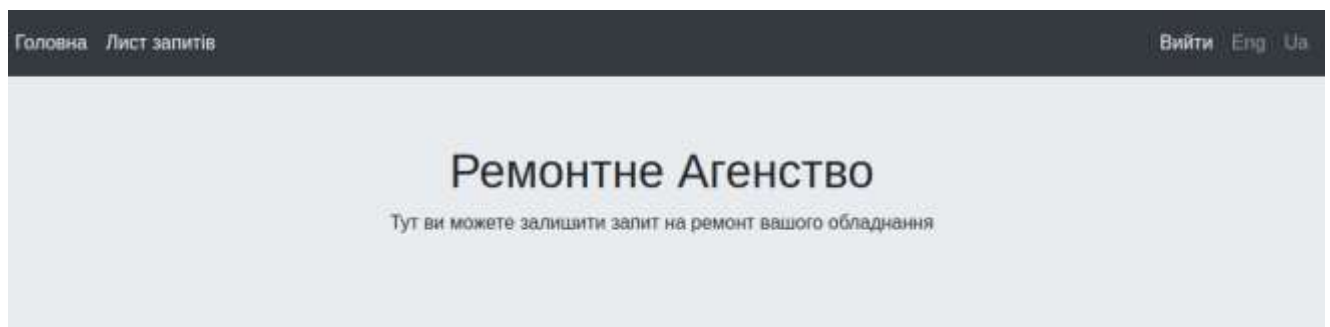 Головна Лист запитів Вийти Eng Ua
Ремонтне Агенство
Тут ви можете залишити запит на ремонт вашого обладнання